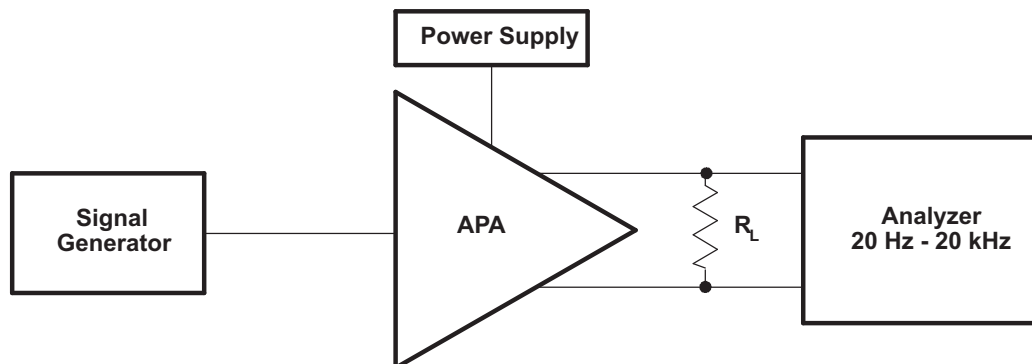 Power Supply
Signal
Generator
APA
R_L
Analyzer
20 Hz - 20 kHz